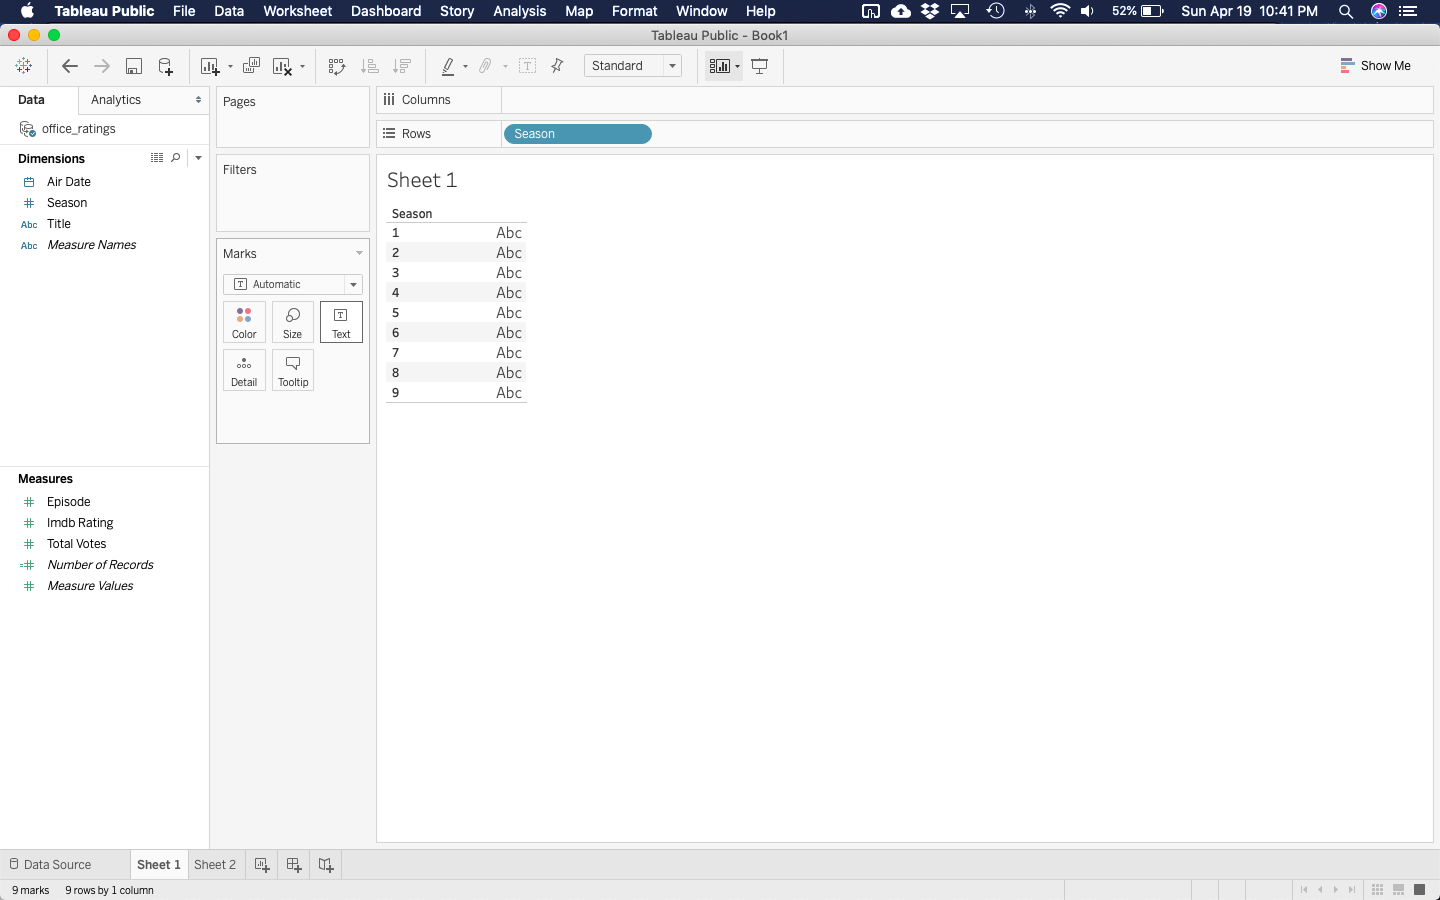 Tableau Public File Data Worksheet Dashboard Story Analysis Map Format Window Help 52% Sun Apr 19 10:41 PM
Tableau Public - Book1
Standard Show Me
Data Analytics
office_ratings
Dimensions
Air Date
Season
Abc Title
Abc Measure Names
Measures
Episode
Imdb Rating
Total Votes
Number of Records
Measure Values
Pages
Filters
Marks
Automatic
Color Size Text
Detail Tooltip
Columns
Rows Season
Sheet 1
Season
1 Abc
2 Abc
3 Abc
4 Abc
5 Abc
6 Abc
7 Abc
8 Abc
9 Abc
Data Source Sheet 1 Sheet 2
9 marks 9 rows by 1 column